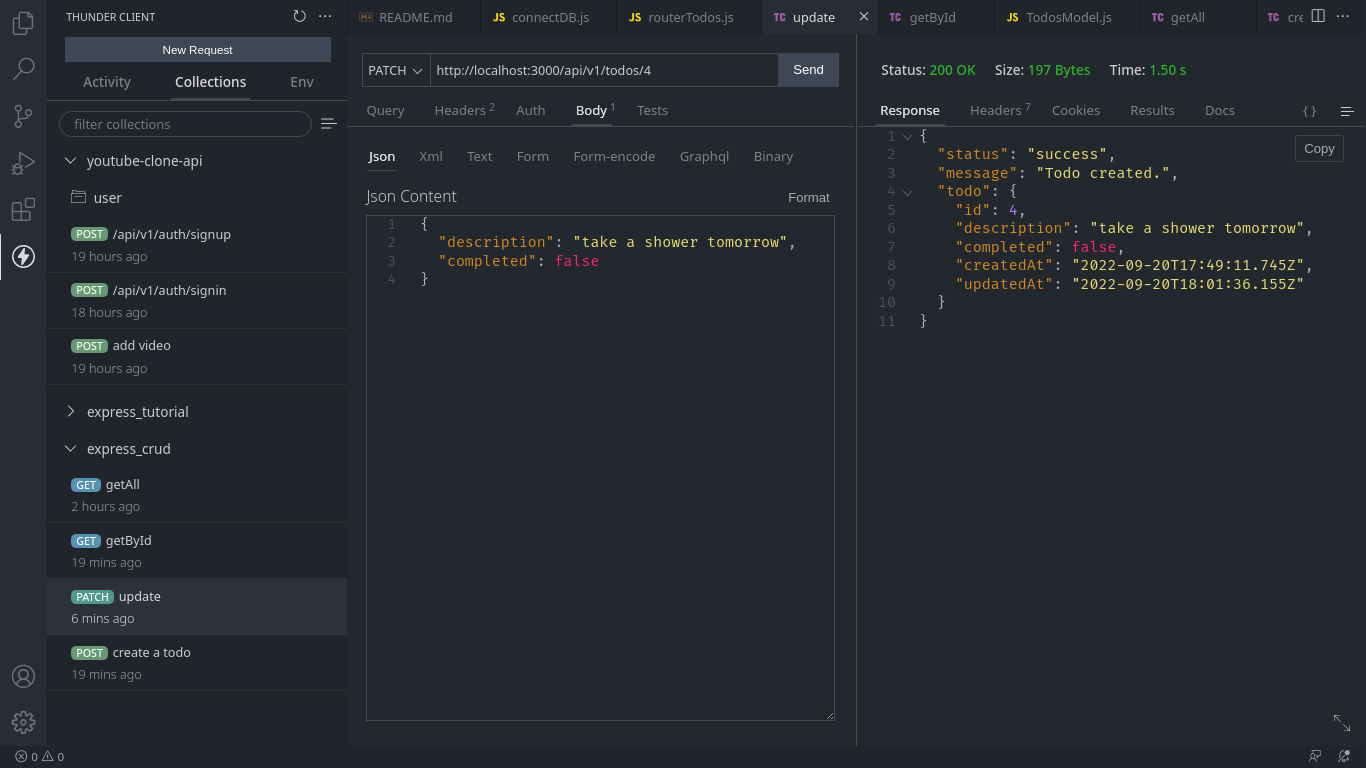 THUNDER CLIENT
New Request
Activity Collections Env
filter collections
youtube-clone-api
user
POST /api/v1/auth/signup
19 hours ago
POST /api/v1/auth/signin
18 hours ago
POST add video
19 hours ago
express_tutorial
express_crud
GET getAll
2 hours ago
GET getById
19 mins ago
PATCH update
6 mins ago
POST create a todo
19 mins ago
README.md JS connectDB.js JS routerTodos.js TC update TC getById JS TodosModel.js TC getAll TC cre
PATCH http://localhost:3000/api/v1/todos/4 Send
Query Headers 2 Auth Body 1 Tests
Json Xml Text Form Form-encode Graphql Binary
Json Content Format
1 {
2 "description": "take a shower tomorrow",
3 "completed": false
4 }
Status: 200 OK Size: 197 Bytes Time: 1.50 s
Response Headers 7 Cookies Results Docs { }
Copy
1 {
2 "status": "success",
3 "message": "Todo created.",
4 "todo": {
5 "id": 4,
6 "description": "take a shower tomorrow",
7 "completed": false,
8 "createdAt": "2022-09-20T17:49:11.745Z",
9 "updatedAt": "2022-09-20T18:01:36.155Z"
10 }
11 }
0 0